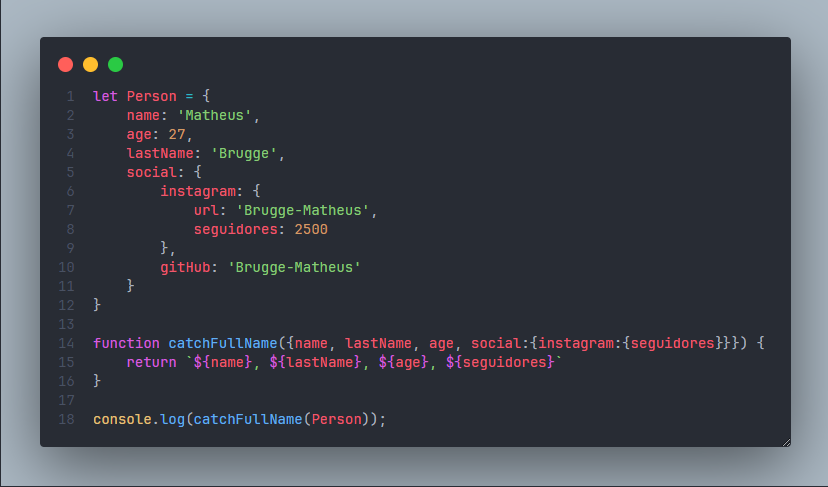 1 let Person = {
2     name: 'Matheus',
3     age: 27,
4     lastName: 'Brugge',
5     social: {
6         instagram: {
7             url: 'Brugge-Matheus',
8             seguidores: 2500
9         },
10         gitHub: 'Brugge-Matheus'
11     }
12 }
13
14 function catchFullName({name, lastName, age, social:{instagram:{seguidores}}}) {
15     return `${name}, ${lastName}, ${age}, ${seguidores}`
16 }
17
18 console.log(catchFullName(Person));